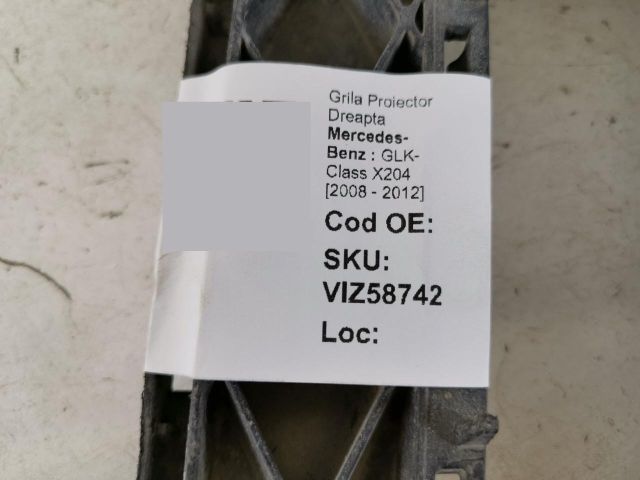 Grila Proiector
Dreapta
Mercedes-
Benz : GLK-
Class X204
[2008 - 2012]
Cod OE:
SKU:
VIZ58742
Loc: